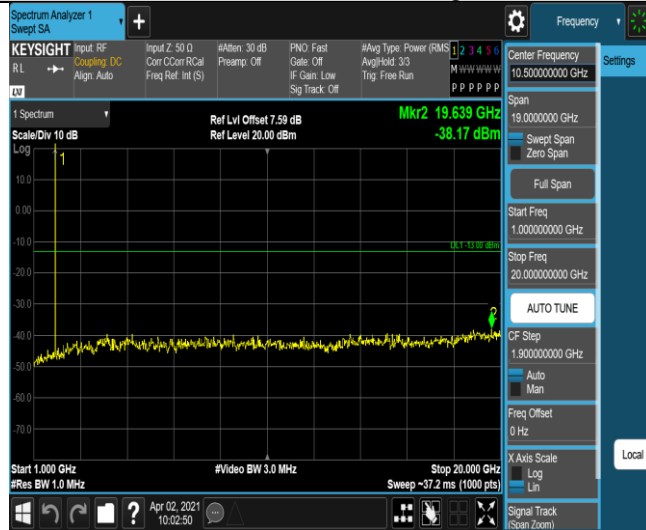 Spectrum Analyzer 1
Swept SA
Frequency
KEYSIGHT
RL
LXI
Input: RF
Coupling: DC
Align: Auto
Input Z: 50 Ω
Corr CCorr RCal
Freq Ref: Int (S)
#Atten: 30 dB
Preamp: Off
PNO: Fast
Gate: Off
IF Gain: Low
Sig Track: Off
#Avg Type: Power (RMS
Avg|Hold: 3/3
Trig: Free Run
1 2 3 4 5 6
M W W W W W
P P P P P P
1 Spectrum
Scale/Div 10 dB
Ref Lvl Offset 7.59 dB
Ref Level 20.00 dBm
Mkr2 19.639 GHz
-38.17 dBm
Log
1
10.0
0.00
-10.0
DL1 -13.00 dBm
-20.0
-30.0
2
-40.0
-50.0
-60.0
-70.0
Start 1.000 GHz
#Res BW 1.0 MHz
#Video BW 3.0 MHz
Stop 20.000 GHz
Sweep ~37.2 ms (1000 pts)
?
Apr 02, 2021
10:02:50
Center Frequency
10.500000000 GHz
Span
19.0000000 GHz
Swept Span
Zero Span
Full Span
Start Freq
1.000000000 GHz
Stop Freq
20.000000000 GHz
AUTO TUNE
CF Step
1.900000000 GHz
Auto
Man
Freq Offset
0 Hz
X Axis Scale
Log
Lin
Signal Track
(Span Zoom)
Settings
Local